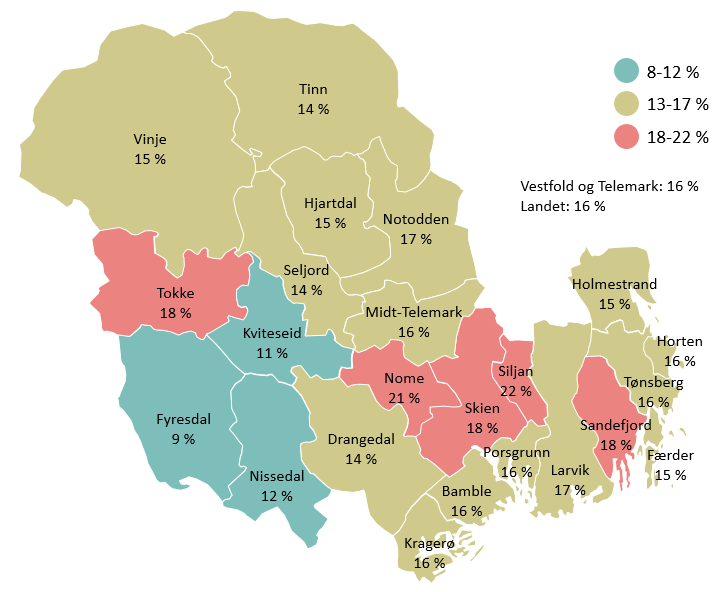 8-12 %
13-17 %
18-22 %
Vestfold og Telemark: 16 %
Landet: 16 %
Tinn
14 %
Vinje
15 %
Hjartdal
15 %
Notodden
17 %
Seljord
14 %
Tokke
18 %
Holmestrand
15 %
Midt-Telemark
16 %
Kviteseid
11 %
Horten
16 %
Siljan
22 %
Nome
21 %
Tønsberg
16 %
Skien
18 %
Fyresdal
9 %
Sandefjord
18 %
Drangedal
14 %
Porsgrunn
16 %
Færder
15 %
Larvik
17 %
Nissedal
12 %
Bamble
16 %
Kragerø
16 %